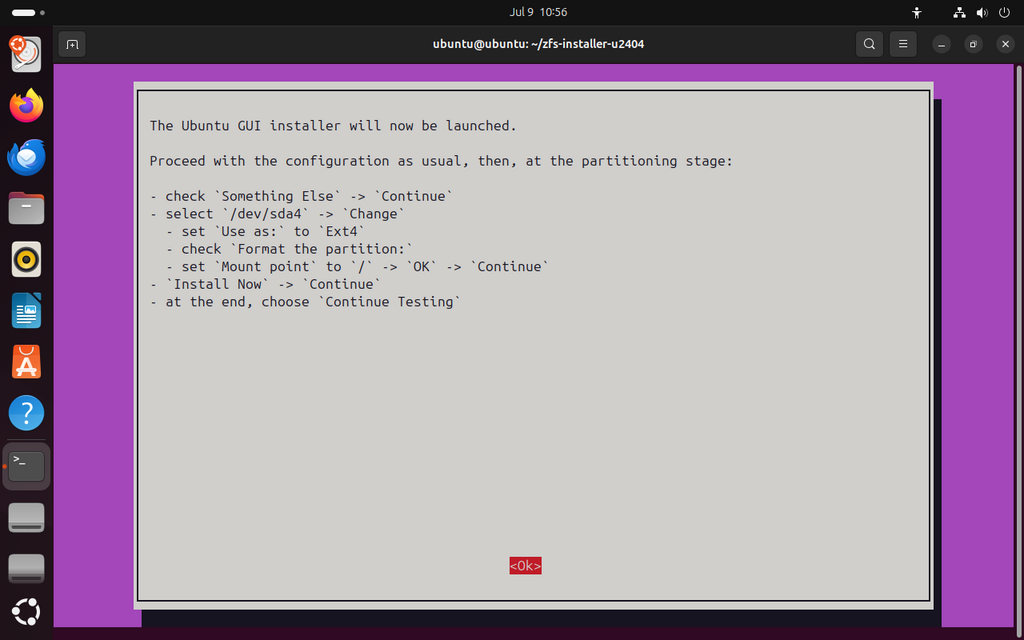 Jul 9 10:56
ubuntu@ubuntu: ~/zfs-installer-u2404
The Ubuntu GUI installer will now be launched.
Proceed with the configuration as usual, then, at the partitioning stage:
- check `Something Else` -> `Continue`
- select `/dev/sda4` -> `Change`
- set `Use as:` to `Ext4`
- check `Format the partition:`
- set `Mount point` to `/` -> `OK` -> `Continue`
- `Install Now` -> `Continue`
- at the end, choose `Continue Testing`
<Ok>